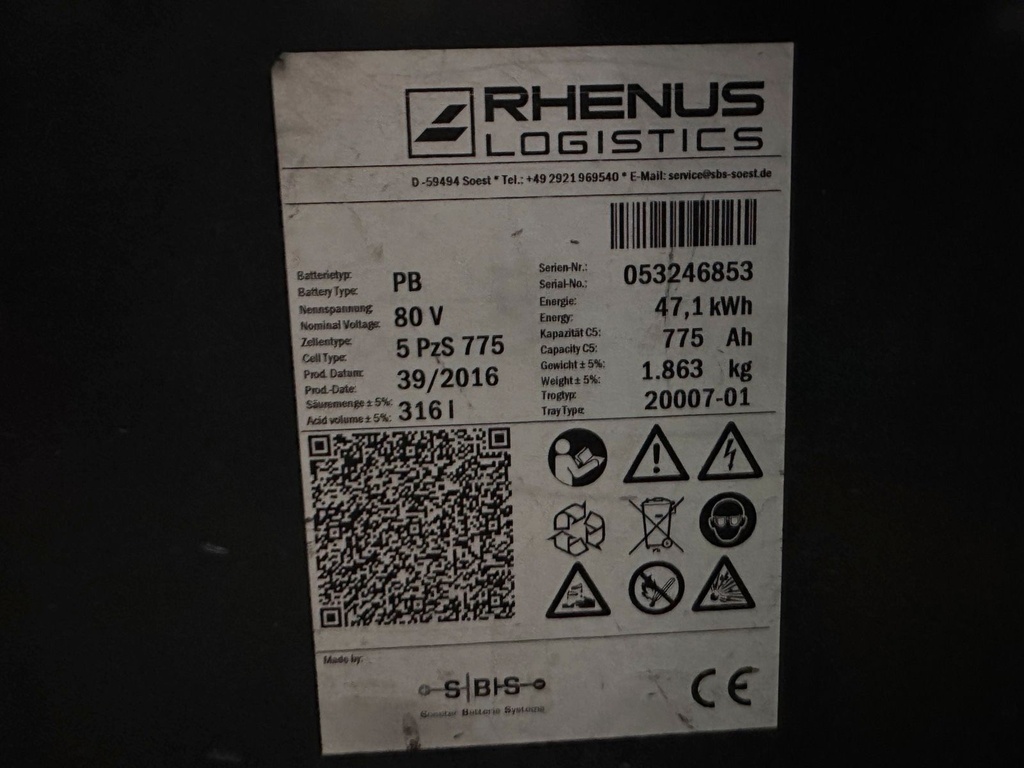 RHENUS
LOGISTICS
D-59494 Soest * Tel.: +49 2921 969540 * E-Mail: service@sbs-soest.de
Batterietyp:
Battery Type:
PB
Nennspannung:
Nominal Voltage:
80 V
Zellentype:
Cell Type:
5 PzS 775
Prod. Datum:
Prod.-Date:
39/2016
Säuremenge ± 5%:
Acid volume ± 5%:
316 l
Serien-Nr.:
Serial-No.:
053246853
Energie:
Energy:
47,1 kWh
Kapazität C5:
Capacity C5:
775 Ah
Gewicht ± 5%:
Weight ± 5%:
1.863 kg
Trogtyp:
Tray Type:
20007-01
Made by:
S|BI-S
Soester Batterie Systeme
CE